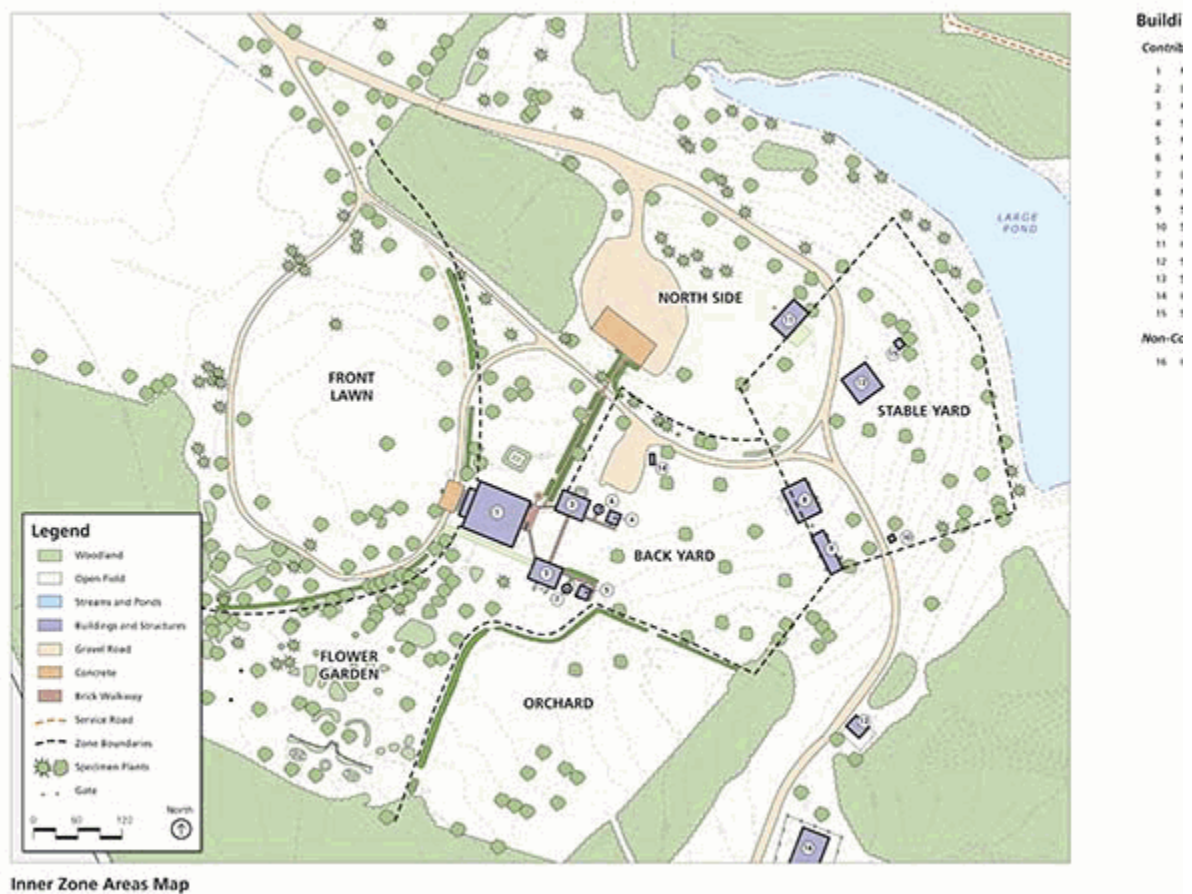 Buildi
Contrib
1
2
3
4
5
6
7
8
9
10 S
11
12 S
13 S
14
15 S
Non-Co
16
LARGE
POND
NORTH SIDE
FRONT
LAWN
STABLE YARD
BACK YARD
FLOWER
GARDEN
ORCHARD
Legend
Woodland
Open Field
Streams and Ponds
Buildings and Structures
Gravel Road
Concrete
Brick Walkway
Service Road
Zone Boundaries
Specimen Plants
Gate
North
0 60 120
Inner Zone Areas Map